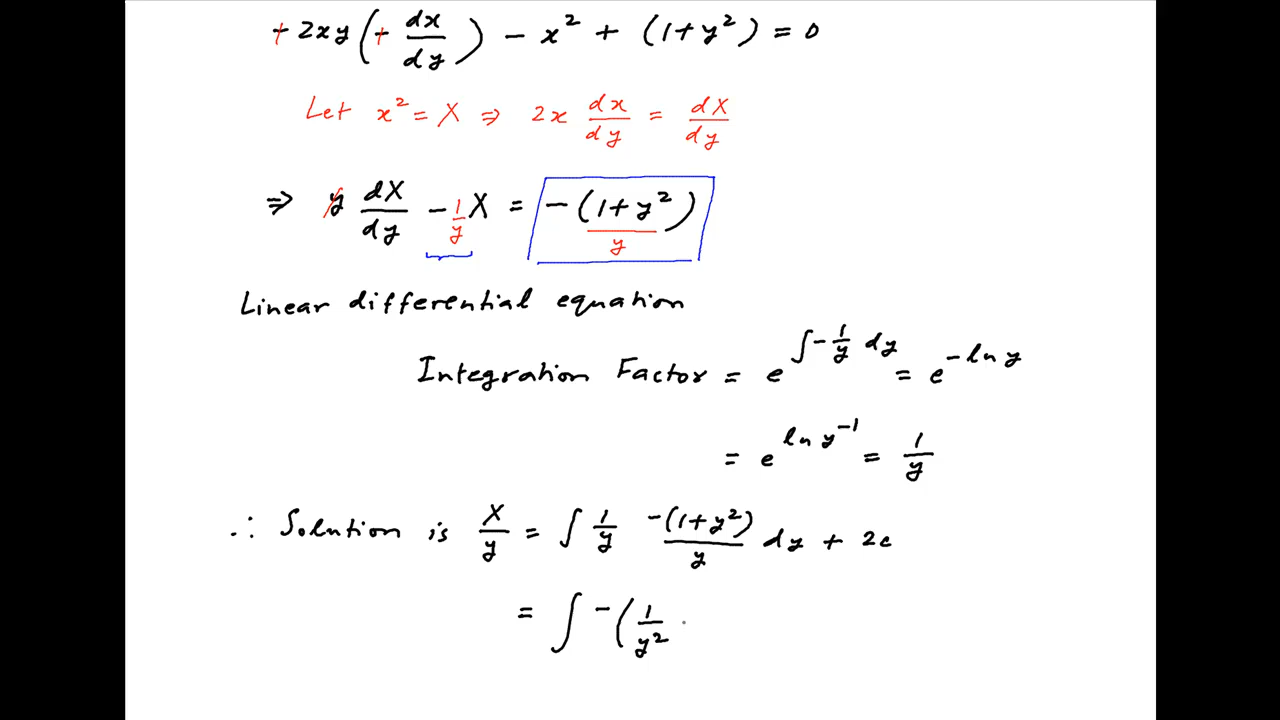 + 2xy (+ dx/dy) − x² + (1+y²) = 0
Let x² = X ⇒ 2x dx/dy = dX/dy
⇒ y dX/dy − 1/y X = −(1+y²)/y
Linear differential equation
Integration Factor = e^(∫ −1/y dy) = e^(−ln y)
= e^(ln y⁻¹) = 1/y
∴ Solution is X/y = ∫ 1/y −(1+y²)/y dy + 2c
= ∫ −(1/y²